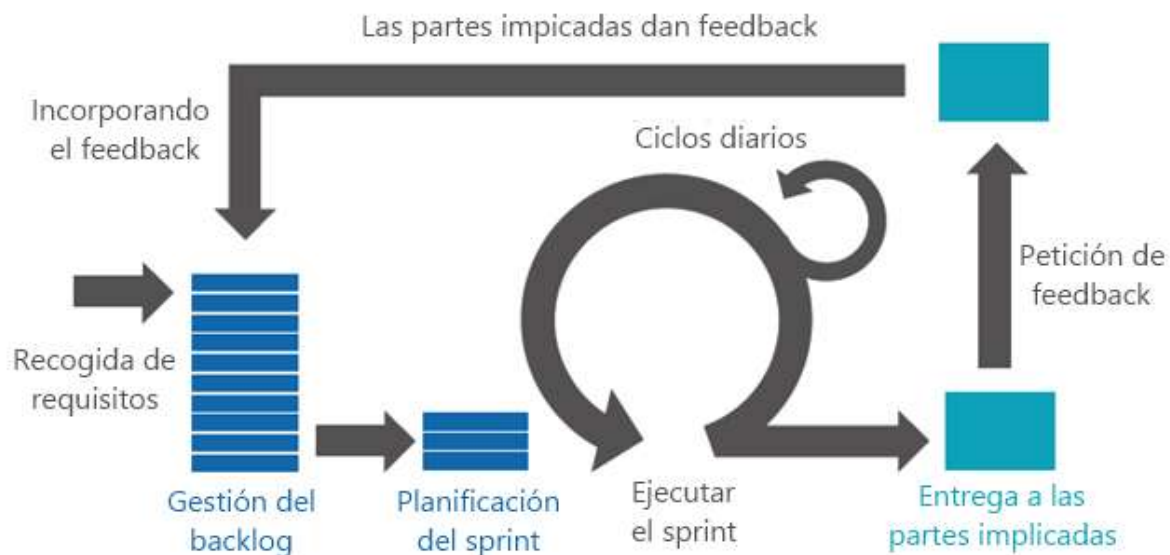 Las partes impicadas dan feedback
Incorporando
el feedback
Ciclos diarios
Petición de
feedback
Recogida de
requisitos
Gestión del
backlog
Planificación
del sprint
Ejecutar
el sprint
Entrega a las
partes implicadas